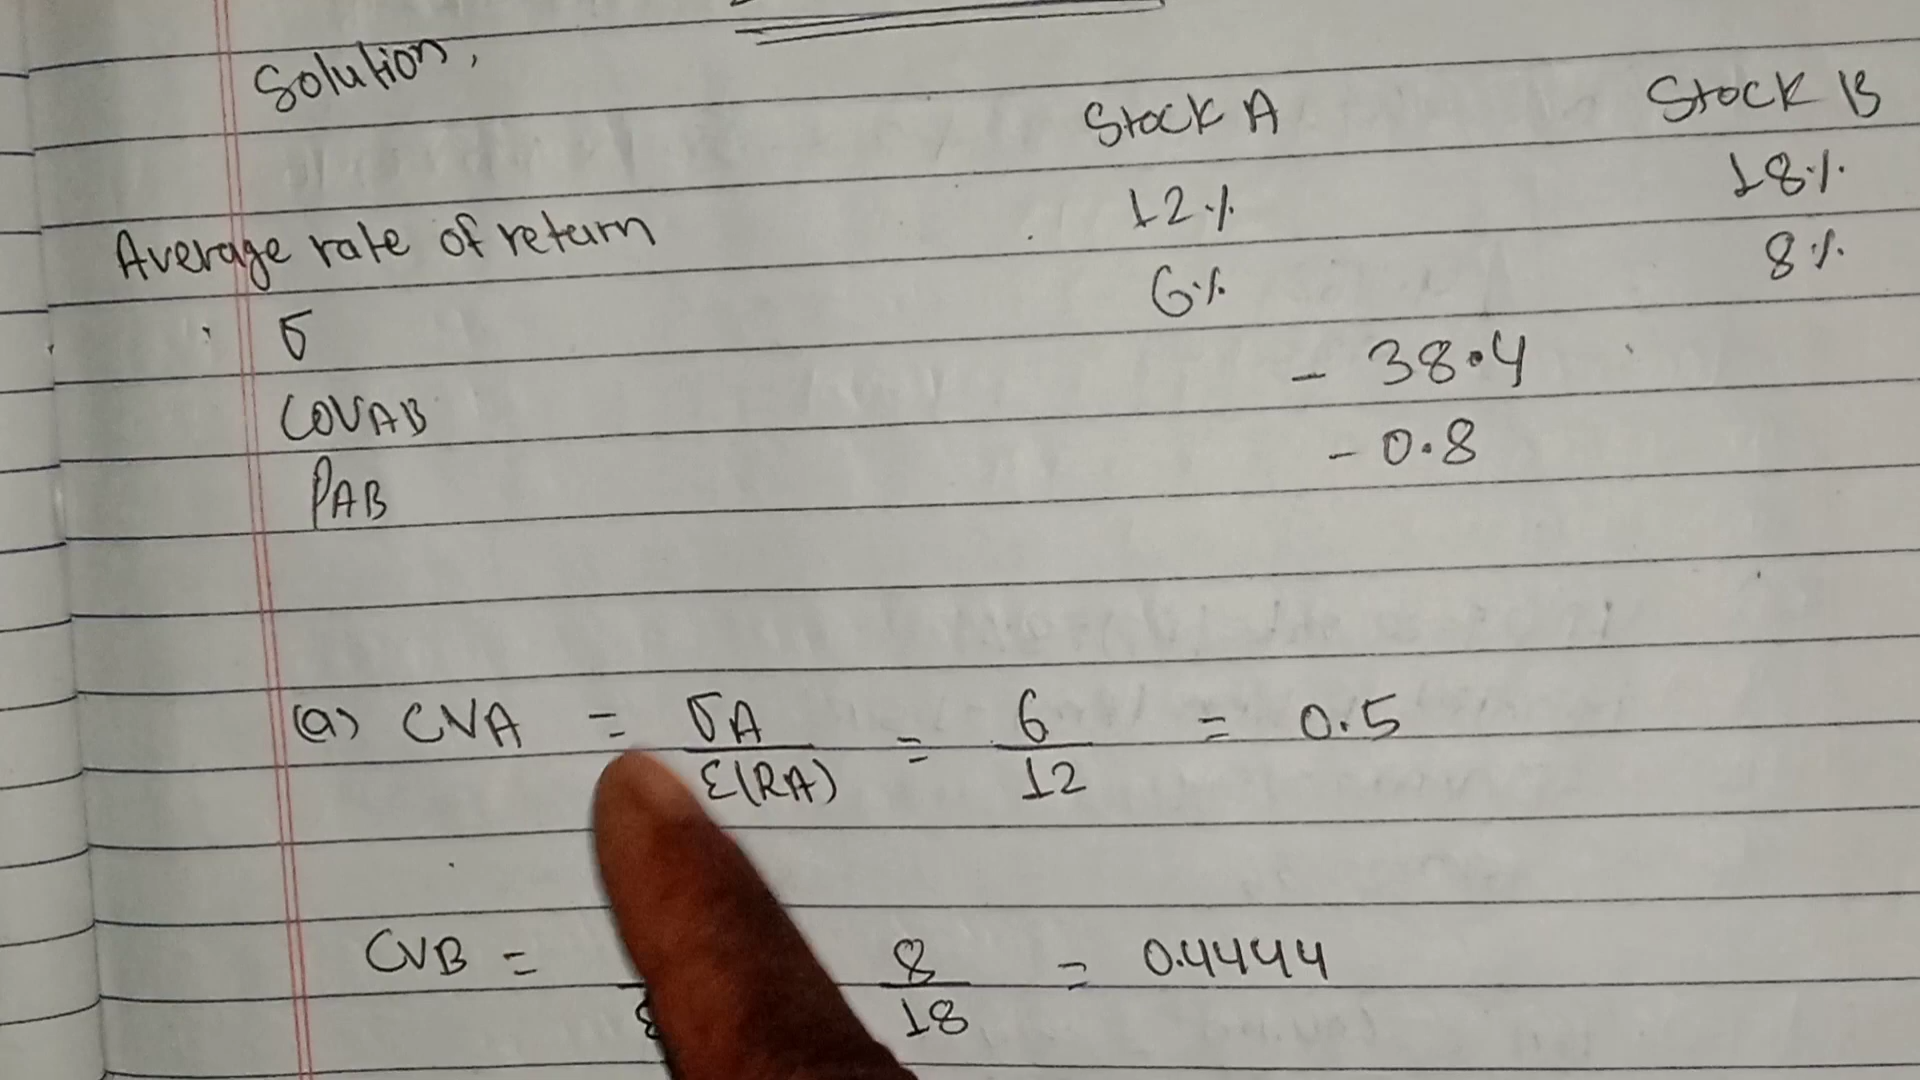 Solution,
Stock A Stock B
Average rate of return 12% 18%
σ 6% 8%
COVAB - 38.4
PAB - 0.8
(a) CVA = σA / E(RA) = 6 / 12 = 0.5
CVB = 8 / 18 = 0.4444